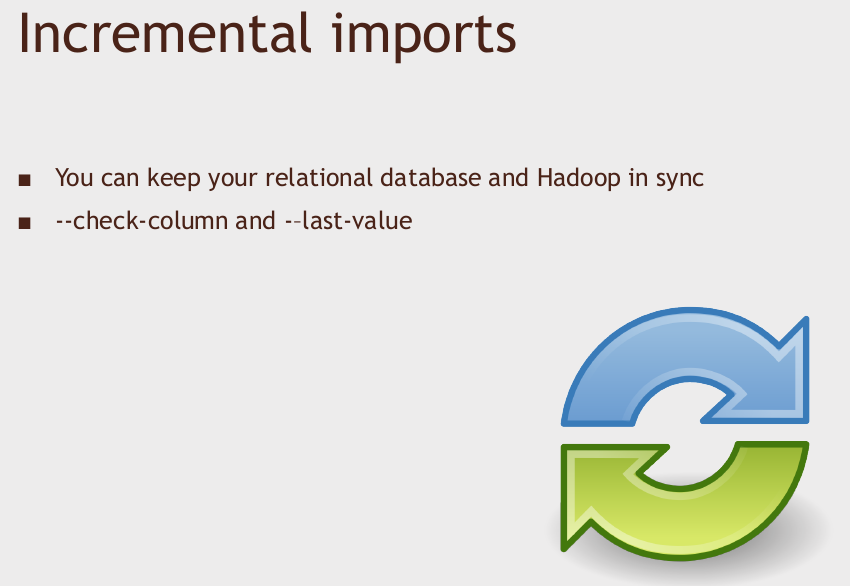 Incremental imports
▪ You can keep your relational database and Hadoop in sync
▪ --check-column and --last-value